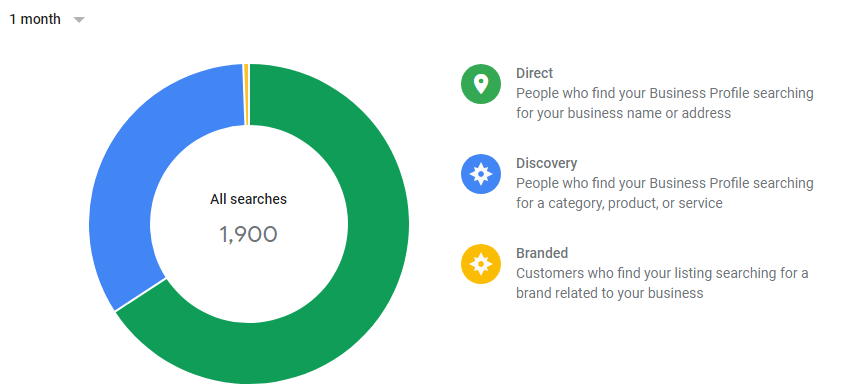 1 month
All searches
1,900
Direct
People who find your Business Profile searching
for your business name or address
Discovery
People who find your Business Profile searching
for a category, product, or service
Branded
Customers who find your listing searching for a
brand related to your business